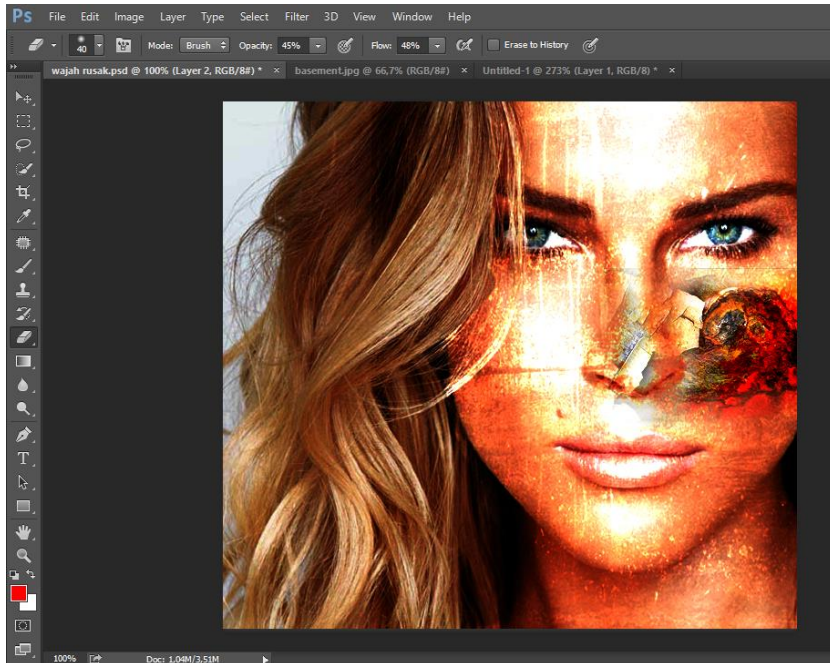 Ps File Edit Image Layer Type Select Filter 3D View Window Help
40 Mode: Brush Opacity: 45% Flow: 48% Erase to History
wajah rusak.psd @ 100% (Layer 2, RGB/8#) * × basement.jpg @ 66,7% (RGB/8#) × Untitled-1 @ 273% (Layer 1, RGB/8) * ×
T
100% Doc: 1,04M/3,51M